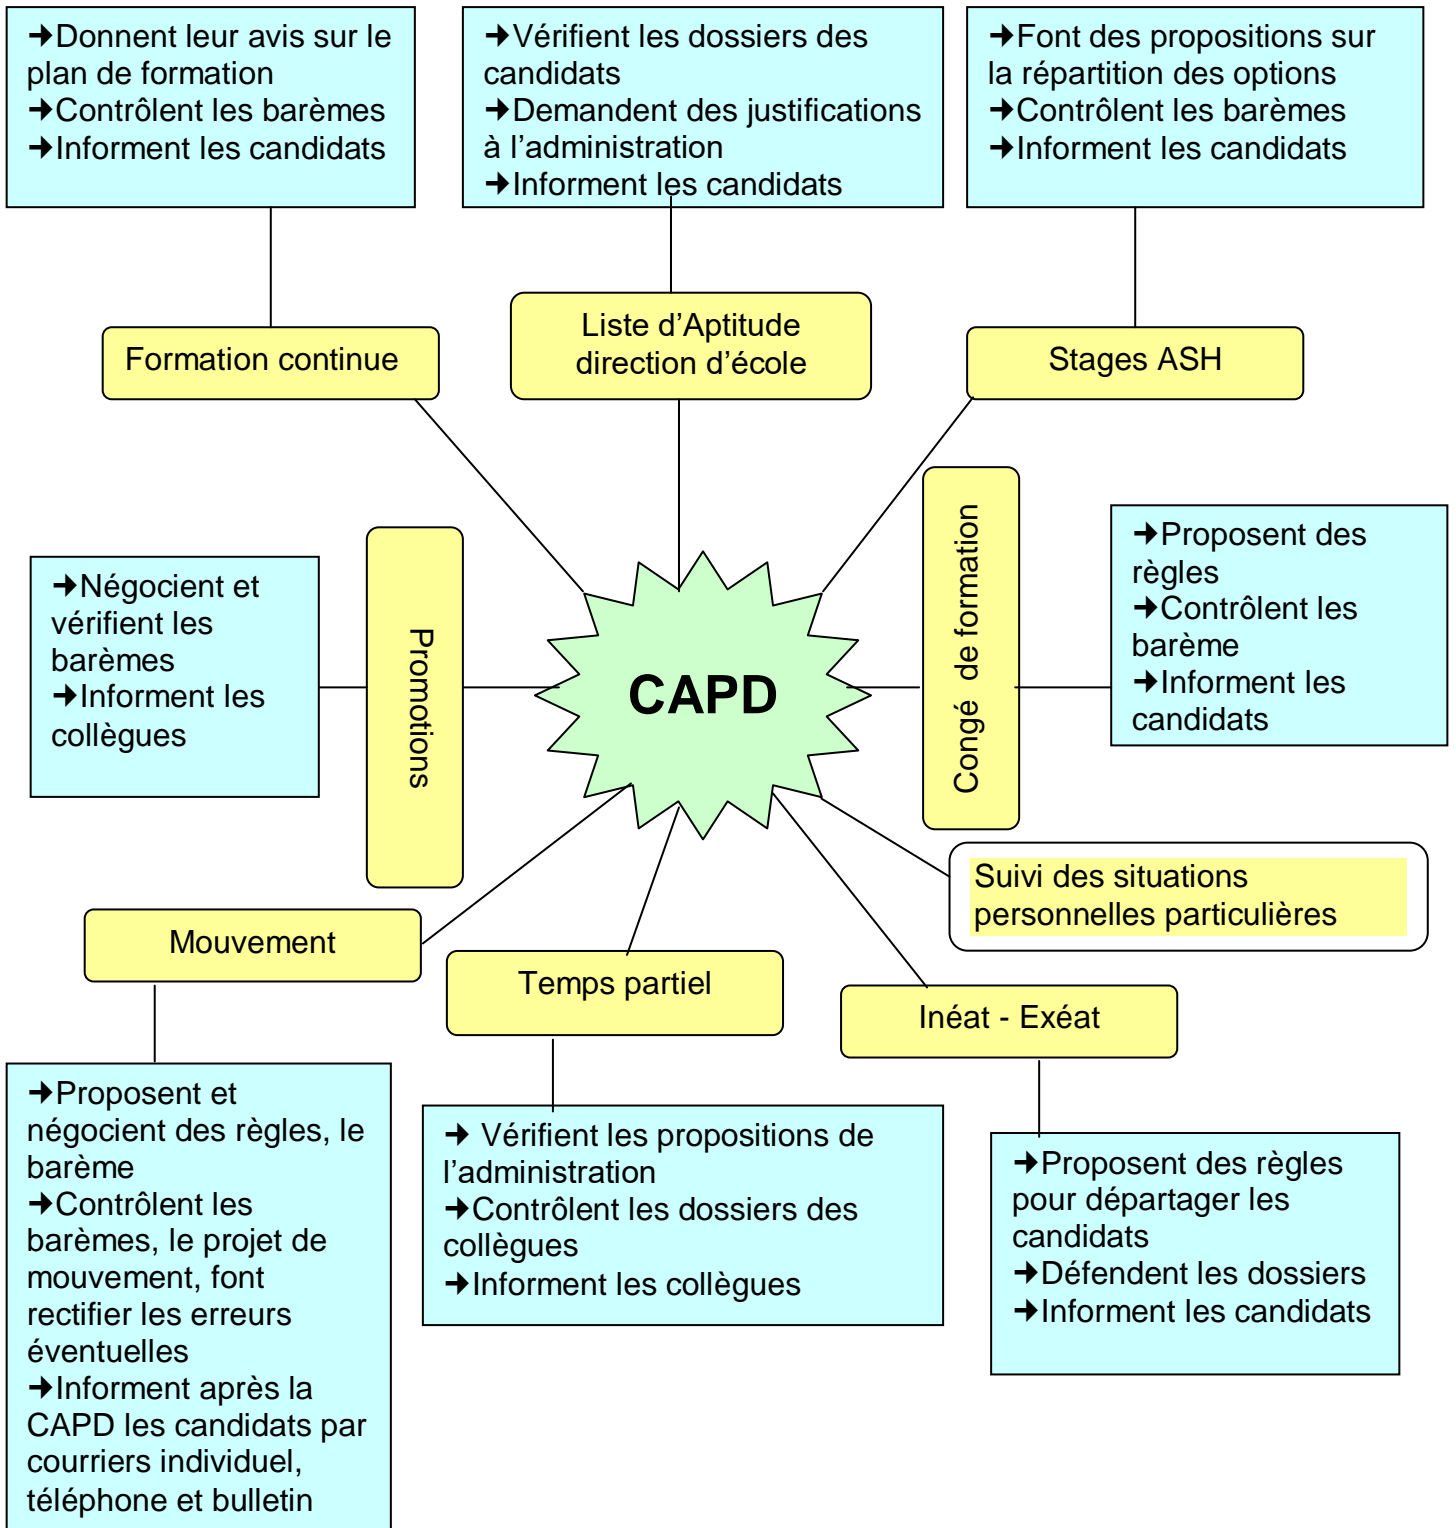 ➔Donnent leur avis sur le
plan de formation
➔Contrôlent les barèmes
➔Informent les candidats
➔Vérifient les dossiers des
candidats
➔Demandent des justifications
à l’administration
➔Informent les candidats
➔Font des propositions sur
la répartition des options
➔Contrôlent les barèmes
➔Informent les candidats
Formation continue
Liste d’Aptitude
direction d’école
Stages ASH
➔Négocient et
vérifient les
barèmes
➔Informent les
collègues
Promotions
CAPD
Congé de formation
➔Proposent des
règles
➔Contrôlent les
barème
➔Informent les
candidats
Suivi des situations
personnelles particulières
Mouvement
Temps partiel
Inéat - Exéat
➔Proposent et
négocient des règles, le
barème
➔Contrôlent les
barèmes, le projet de
mouvement, font
rectifier les erreurs
éventuelles
➔Informent après la
CAPD les candidats par
courriers individuel,
téléphone et bulletin
➔ Vérifient les propositions de
l’administration
➔Contrôlent les dossiers des
collègues
➔Informent les collègues
➔Proposent des règles
pour départager les
candidats
➔Défendent les dossiers
➔Informent les candidats